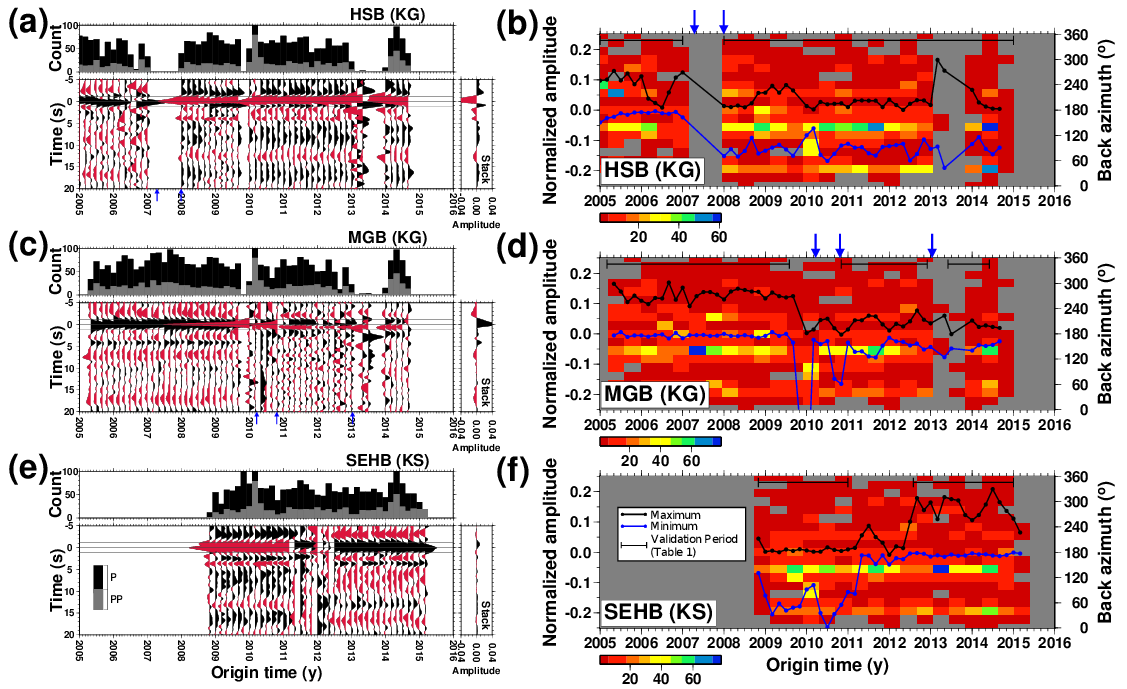 (a)
HSB (KG)
Count
100
50
0
Time (s)
-5
0
5
10
15
20
2005
2006
2007
2008
2009
2010
2011
2012
2013
2014
2015
2016
Stack
-0.04
0.00
0.04
Amplitude
(b)
Normalized amplitude
0.2
0.1
0.0
-0.1
-0.2
HSB (KG)
360
300
240
180
120
60
0
Back azimuth (º)
2005 2006 2007 2008 2009 2010 2011 2012 2013 2014 2015 2016
20 40 60
(c)
MGB (KG)
Count
100
50
0
Time (s)
-5
0
5
10
15
20
2005
2006
2007
2008
2009
2010
2011
2012
2013
2014
2015
2016
Stack
-0.04
0.00
0.04
Amplitude
(d)
Normalized amplitude
0.2
0.1
0.0
-0.1
-0.2
MGB (KG)
360
300
240
180
120
60
0
Back azimuth (º)
2005 2006 2007 2008 2009 2010 2011 2012 2013 2014 2015 2016
20 40 60
(e)
SEHB (KS)
Count
100
50
0
Time (s)
-5
0
5
10
15
20
P
PP
2005
2006
2007
2008
2009
2010
2011
2012
2013
2014
2015
2016
Origin time (y)
Stack
-0.04
0.00
0.04
Amplitude
(f)
Normalized amplitude
0.2
0.1
0.0
-0.1
-0.2
Maximum
Minimum
Validation Period
(Table 1)
SEHB (KS)
360
300
240
180
120
60
0
Back azimuth (º)
2005 2006 2007 2008 2009 2010 2011 2012 2013 2014 2015 2016
Origin time (y)
20 40 60